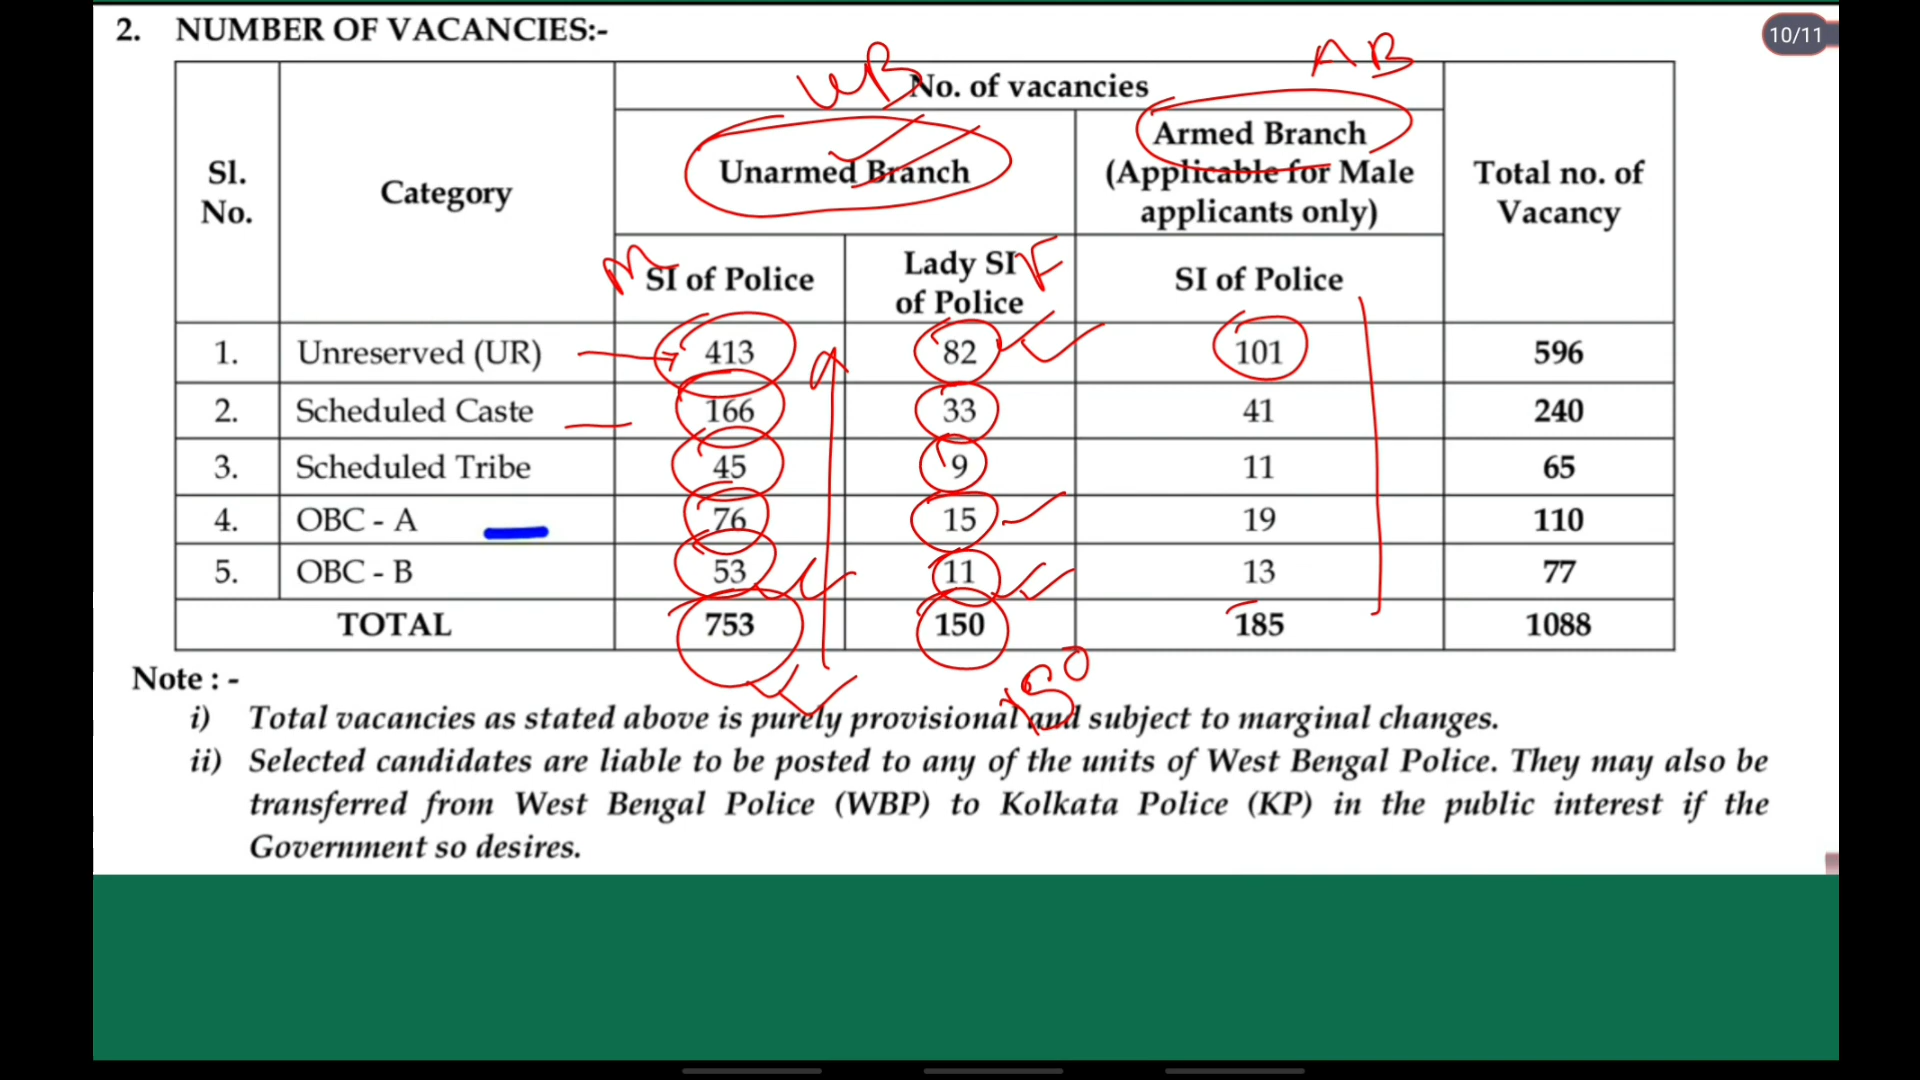 10/11
2. NUMBER OF VACANCIES:-
UB
AB
Sl. No. Category No. of vacancies Total no. of Vacancy
Unarmed Branch Armed Branch (Applicable for Male applicants only)
M SI of Police Lady SI of Police F SI of Police
1. Unreserved (UR) 413 82 101 596
2. Scheduled Caste 166 33 41 240
3. Scheduled Tribe 45 9 11 65
4. OBC - A 76 15 19 110
5. OBC - B 53 11 13 77
TOTAL 753 150 185 1088
150
Note : -
i) Total vacancies as stated above is purely provisional and subject to marginal changes.
ii) Selected candidates are liable to be posted to any of the units of West Bengal Police. They may also be
transferred from West Bengal Police (WBP) to Kolkata Police (KP) in the public interest if the
Government so desires.